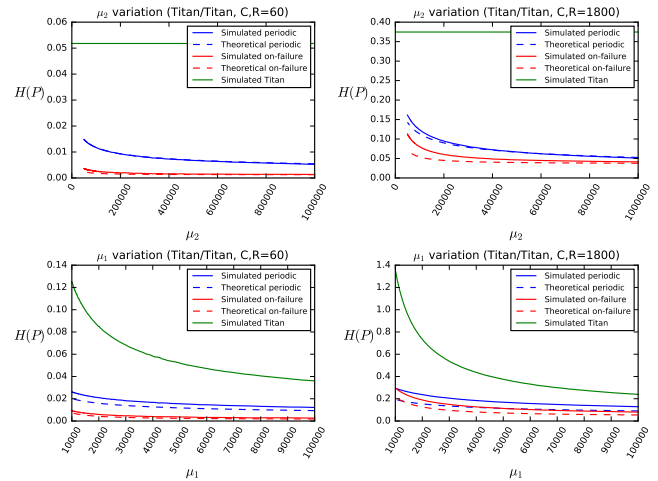 μ2 variation (Titan/Titan, C,R=60)
0.06
0.05
0.04
0.03
0.02
0.01
0.00
H(P)
Simulated periodic
Theoretical periodic
Simulated on-failure
Theoretical on-failure
Simulated Titan
0
200000
400000
600000
800000
1000000
μ2
μ2 variation (Titan/Titan, C,R=1800)
0.40
0.35
0.30
0.25
0.20
0.15
0.10
0.05
0.00
H(P)
Simulated periodic
Theoretical periodic
Simulated on-failure
Theoretical on-failure
Simulated Titan
0
200000
400000
600000
800000
1000000
μ2
μ1 variation (Titan/Titan, C,R=60)
0.14
0.12
0.10
0.08
0.06
0.04
0.02
0.00
H(P)
Simulated periodic
Theoretical periodic
Simulated on-failure
Theoretical on-failure
Simulated Titan
10000
20000
30000
40000
50000
60000
70000
80000
90000
100000
μ1
μ1 variation (Titan/Titan, C,R=1800)
1.4
1.2
1.0
0.8
0.6
0.4
0.2
0.0
H(P)
Simulated periodic
Theoretical periodic
Simulated on-failure
Theoretical on-failure
Simulated Titan
10000
20000
30000
40000
50000
60000
70000
80000
90000
100000
μ1